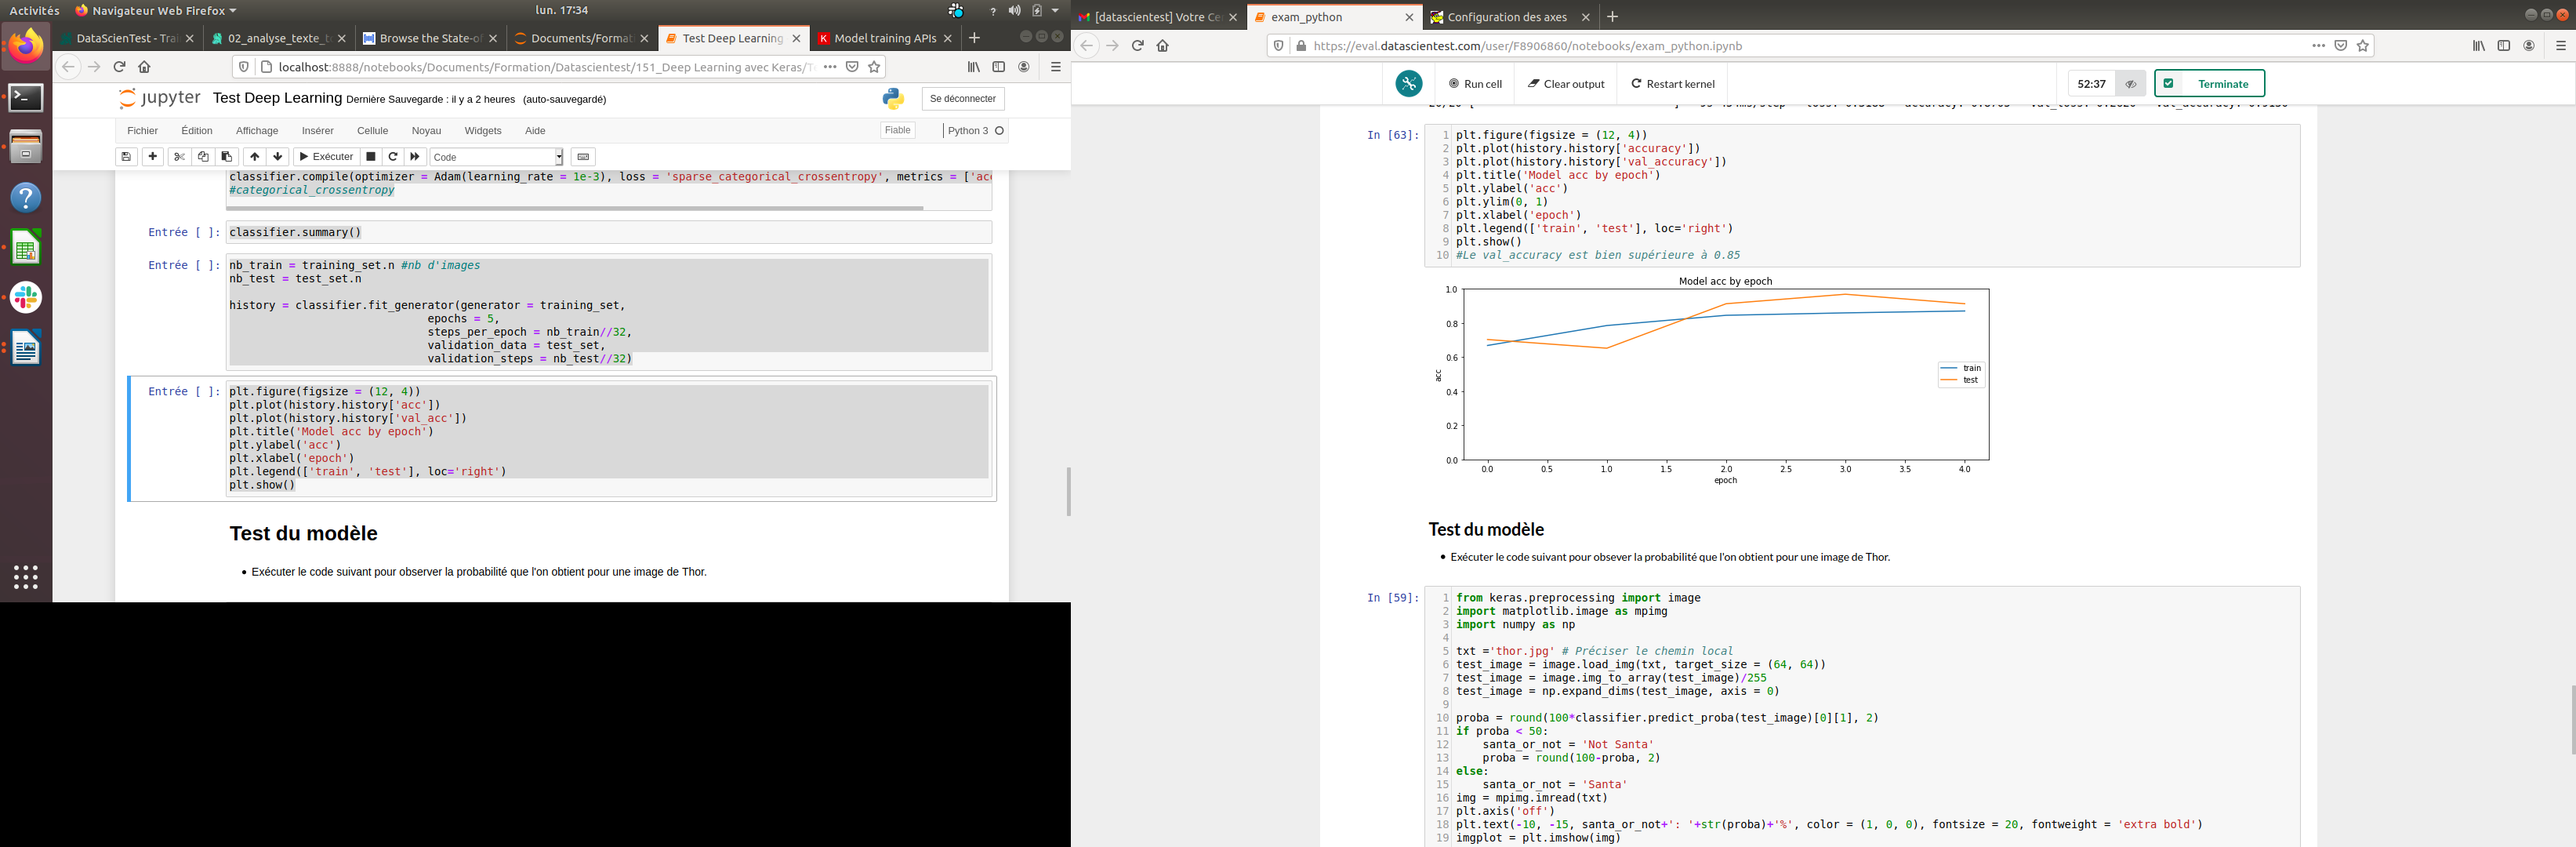 Activités
Navigateur Web Firefox
lun. 17:34
DataScienTest - Trai
02_analyse_texte_t
Browse the State-of
Documents/Format
Test Deep Learning
Model training APIs
localhost:8888/notebooks/Documents/Formation/Datascientest/151_Deep Learning avec Keras/T
jupyter
Test Deep Learning
Dernière Sauvegarde : il y a 2 heures (auto-sauvegardé)
Se déconnecter
Fichier
Édition
Affichage
Insérer
Cellule
Noyau
Widgets
Aide
Fiable
Python 3
Exécuter
Code
classifier.compile(optimizer = Adam(learning_rate = 1e-3), loss = 'sparse_categorical_crossentropy', metrics = ['acc
#categorical_crossentropy
Entrée [ ]:
classifier.summary()
Entrée [ ]:
nb_train = training_set.n #nb d'images
nb_test = test_set.n
history = classifier.fit_generator(generator = training_set,
epochs = 5,
steps_per_epoch = nb_train//32,
validation_data = test_set,
validation_steps = nb_test//32)
Entrée [ ]:
plt.figure(figsize = (12, 4))
plt.plot(history.history['acc'])
plt.plot(history.history['val_acc'])
plt.title('Model acc by epoch')
plt.ylabel('acc')
plt.xlabel('epoch')
plt.legend(['train', 'test'], loc='right')
plt.show()
Test du modèle
• Exécuter le code suivant pour observer la probabilité que l'on obtient pour une image de Thor.
[datascientest] Votre Ce
exam_python
Configuration des axes
https://eval.datascientest.com/user/F8906860/notebooks/exam_python.ipynb
Run cell
Clear output
Restart kernel
52:37
Terminate
In [63]:
1 plt.figure(figsize = (12, 4))
2 plt.plot(history.history['accuracy'])
3 plt.plot(history.history['val_accuracy'])
4 plt.title('Model acc by epoch')
5 plt.ylabel('acc')
6 plt.ylim(0, 1)
7 plt.xlabel('epoch')
8 plt.legend(['train', 'test'], loc='right')
9 plt.show()
10 #Le val_accuracy est bien supérieure à 0.85
Model acc by epoch
1.0
0.8
0.6
0.4
0.2
0.0
acc
train
test
0.0 0.5 1.0 1.5 2.0 2.5 3.0 3.5 4.0
epoch
Test du modèle
• Exécuter le code suivant pour obsever la probabilité que l'on obtient pour une image de Thor.
In [59]:
1 from keras.preprocessing import image
2 import matplotlib.image as mpimg
3 import numpy as np
4
5 txt ='thor.jpg' # Préciser le chemin local
6 test_image = image.load_img(txt, target_size = (64, 64))
7 test_image = image.img_to_array(test_image)/255
8 test_image = np.expand_dims(test_image, axis = 0)
9
10 proba = round(100*classifier.predict_proba(test_image)[0][1], 2)
11 if proba < 50:
12 santa_or_not = 'Not Santa'
13 proba = round(100-proba, 2)
14 else:
15 santa_or_not = 'Santa'
16 img = mpimg.imread(txt)
17 plt.axis('off')
18 plt.text(-10, -15, santa_or_not+': '+str(proba)+'%', color = (1, 0, 0), fontsize = 20, fontweight = 'extra bold')
19 imgplot = plt.imshow(img)